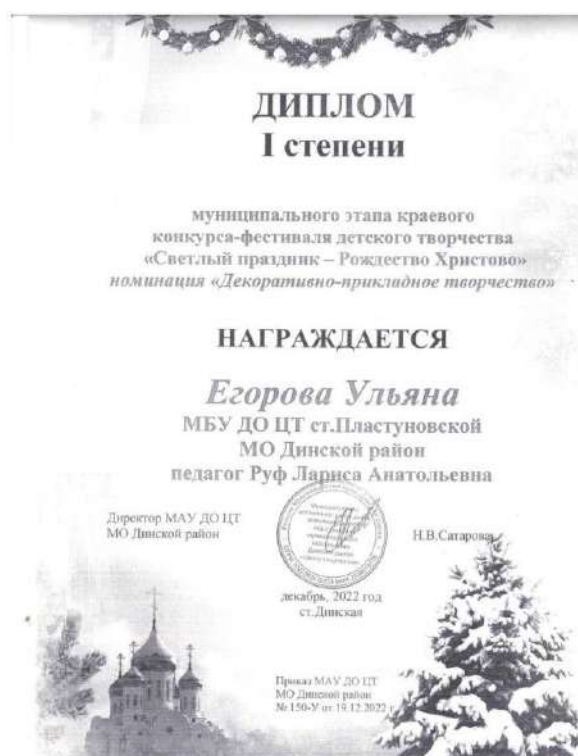 ДИПЛОМ
I степени
муниципального этапа краевого
конкурса-фестиваля детского творчества
«Светлый праздник – Рождество Христово»
номинация «Декоративно-прикладное творчество»
НАГРАЖДАЕТСЯ
Егорова Ульяна
МБУ ДО ЦТ ст.Пластуновской
МО Динской район
педагог Руф Лариса Анатольевна
Директор МАУ ДО ЦТ
МО Динской район
Н.В.Сатарова
декабрь, 2022 год
ст.Динская
Приказ МАУ ДО ЦТ
МО Динской район
№ 150-У от 19.12.2022 г